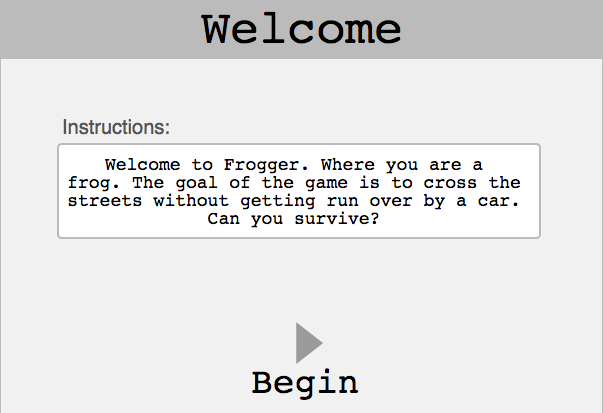 Welcome
Instructions:
Welcome to Frogger. Where you are a
frog. The goal of the game is to cross the
streets without getting run over by a car.
Can you survive?
Begin